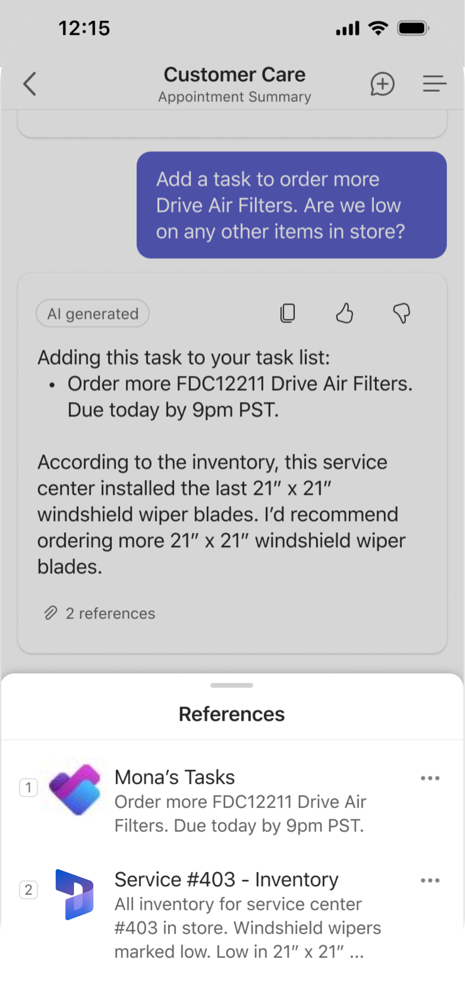 12:15
Customer Care
Appointment Summary
Add a task to order more
Drive Air Filters. Are we low
on any other items in store?
AI generated
Adding this task to your task list:
• Order more FDC12211 Drive Air Filters.
Due today by 9pm PST.
According to the inventory, this service
center installed the last 21” x 21”
windshield wiper blades. I’d recommend
ordering more 21” x 21” windshield wiper
blades.
2 references
References
1
Mona’s Tasks
Order more FDC12211 Drive Air
Filters. Due today by 9pm PST.
2
Service #403 - Inventory
All inventory for service center
#403 in store. Windshield wipers
marked low. Low in 21” x 21” ...